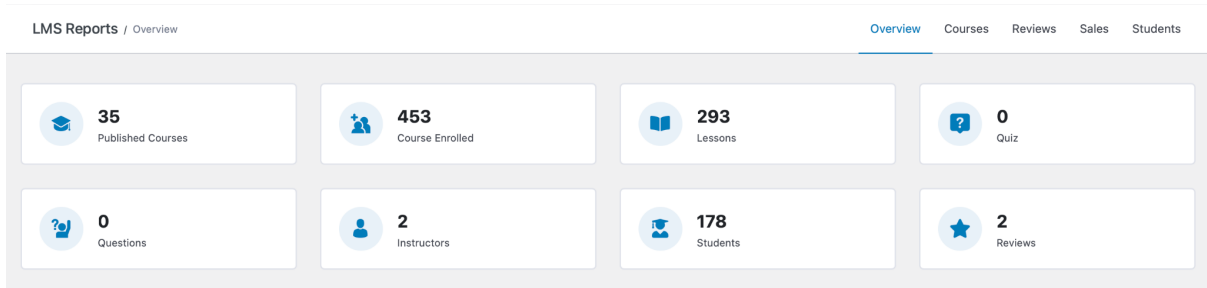 LMS Reports / Overview
Overview Courses Reviews Sales Students
35
Published Courses
453
Course Enrolled
293
Lessons
0
Quiz
0
Questions
2
Instructors
178
Students
2
Reviews